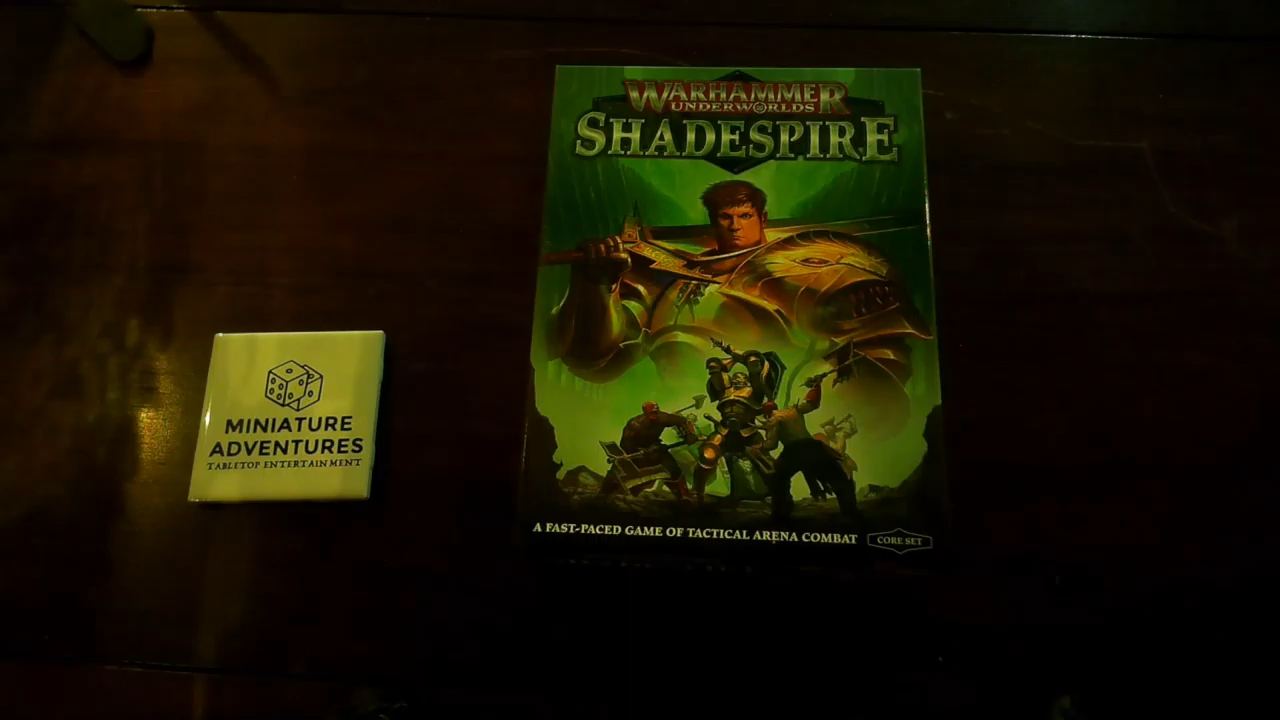 WARHAMMER
UNDERWORLDS
SHADESPIRE
MINIATURE
ADVENTURES
TABLETOP ENTERTAINMENT
A FAST-PACED GAME OF TACTICAL ARENA COMBAT
CORE SET